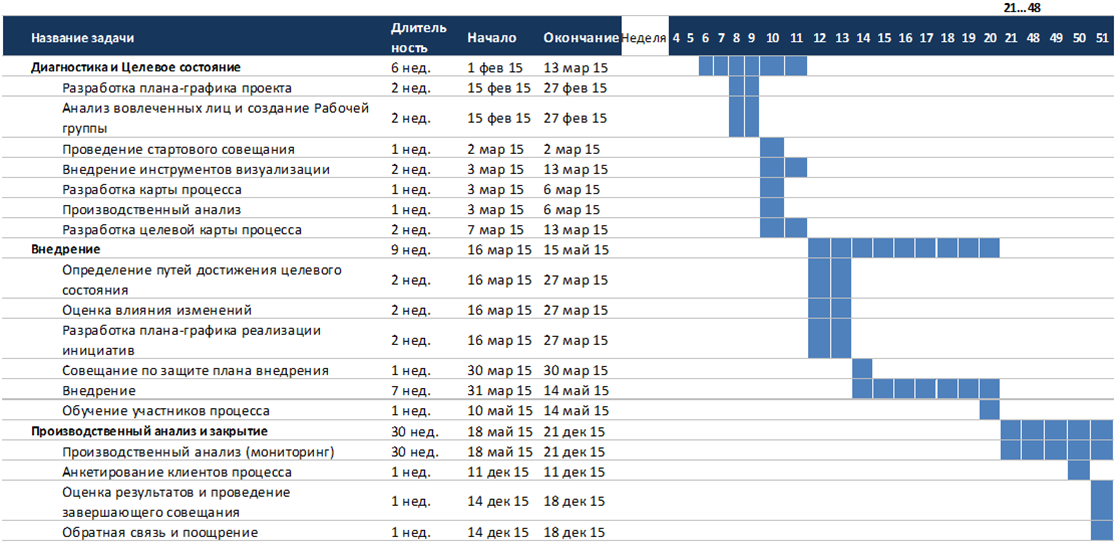 21...48
Название задачи Длитель Начало Окончание Неделя 4 5 6 7 8 9 10 11 12 13 14 15 16 17 18 19 20 21 48 49 50 51
ность
Диагностика и Целевое состояние 6 нед. 1 фев 15 13 мар 15
Разработка плана-графика проекта 2 нед. 15 фев 15 27 фев 15
Анализ вовлеченных лиц и создание Рабочей
группы 2 нед. 15 фев 15 27 фев 15
Проведение стартового совещания 1 нед. 2 мар 15 2 мар 15
Внедрение инструментов визуализации 2 нед. 3 мар 15 13 мар 15
Разработка карты процесса 1 нед. 3 мар 15 6 мар 15
Производственный анализ 1 нед. 3 мар 15 6 мар 15
Разработка целевой карты процесса 2 нед. 7 мар 15 13 мар 15
Внедрение 9 нед. 16 мар 15 15 май 15
Определение путей достижения целевого
состояния 2 нед. 16 мар 15 27 мар 15
Оценка влияния изменений 2 нед. 16 мар 15 27 мар 15
Разработка плана-графика реализации
инициатив 2 нед. 16 мар 15 27 мар 15
Совещание по защите плана внедрения 1 нед. 30 мар 15 30 мар 15
Внедрение 7 нед. 31 мар 15 14 май 15
Обучение участников процесса 1 нед. 10 май 15 14 май 15
Производственный анализ и закрытие 30 нед. 18 май 15 21 дек 15
Производственный анализ (мониторинг) 30 нед. 18 май 15 21 дек 15
Анкетирование клиентов процесса 1 нед. 11 дек 15 11 дек 15
Оценка результатов и проведение
завершающего совещания 1 нед. 14 дек 15 18 дек 15
Обратная связь и поощрение 1 нед. 14 дек 15 18 дек 15